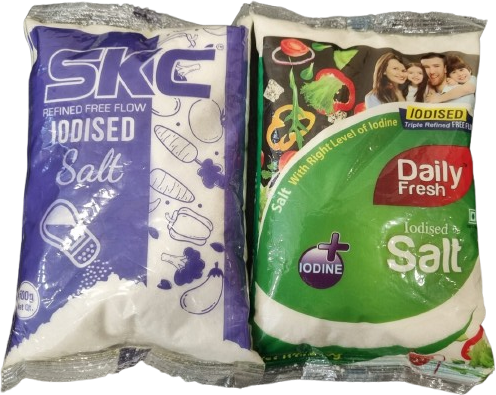 SKC
REFINED FREE FLOW
IODISED
Salt
IODISED
Triple Refined FREE
Salt With Right Level of Iodine
Daily
Fresh
Iodised
Salt
IODINE